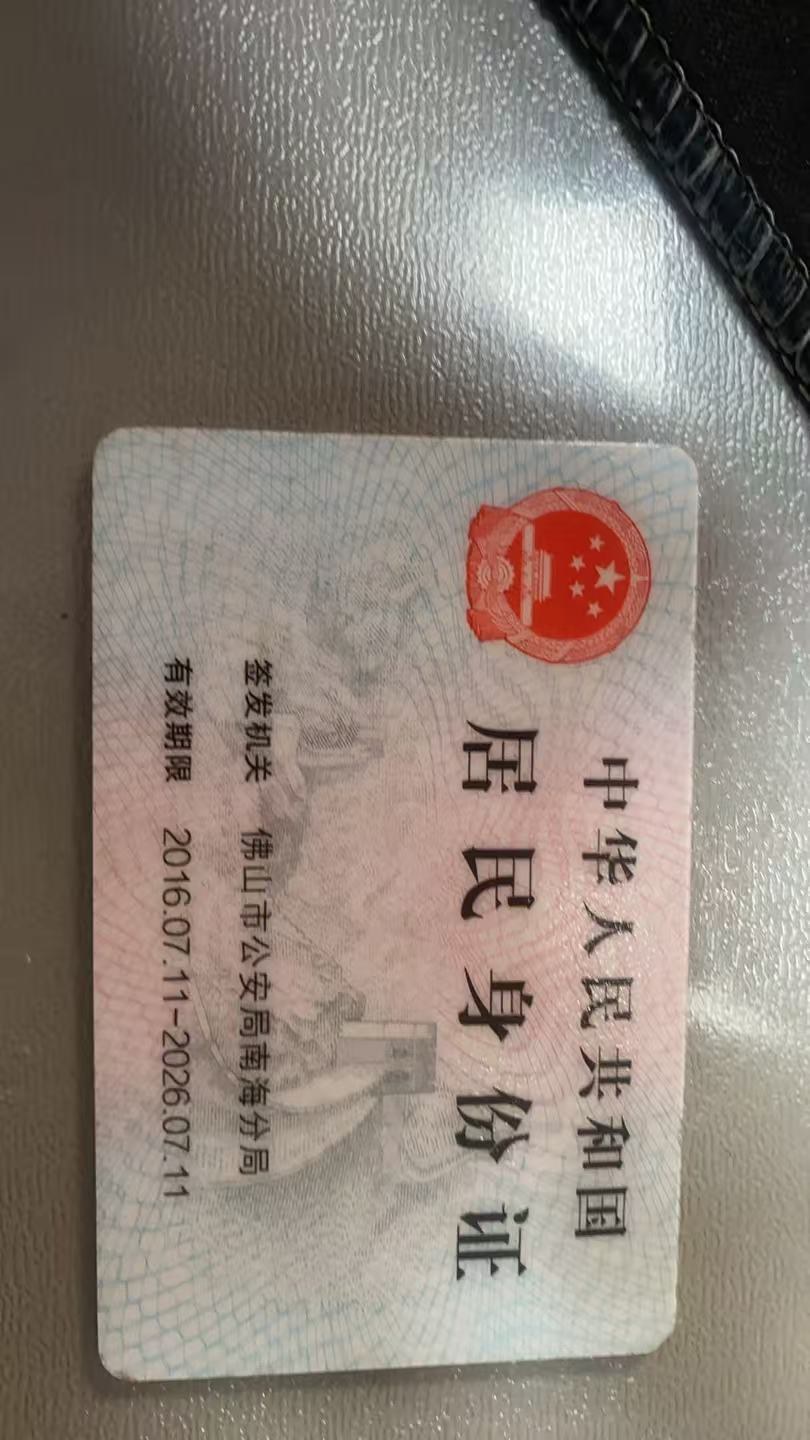 中华人民共和国
居民身份证
签发机关 佛山市公安局南海分局
有效期限 2016.07.11-2026.07.11